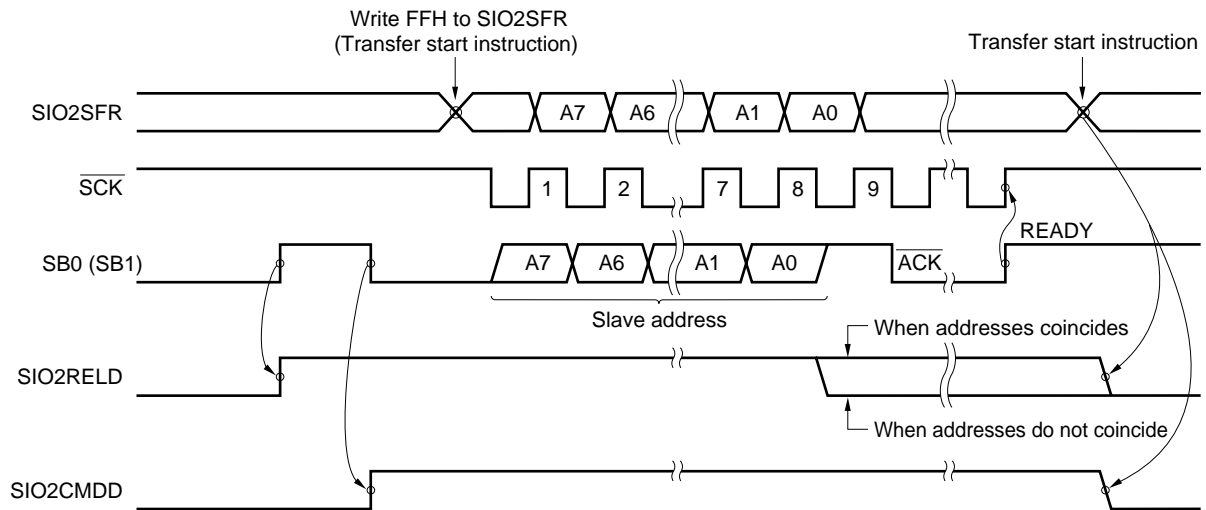 Write FFH to SIO2SFR
(Transfer start instruction)
Transfer start instruction
SIO2SFR
A7
A6
A1
A0
SCK
1
2
7
8
9
READY
SB0 (SB1)
A7
A6
A1
A0
ACK
Slave address
When addresses coincides
SIO2RELD
When addresses do not coincide
SIO2CMDD